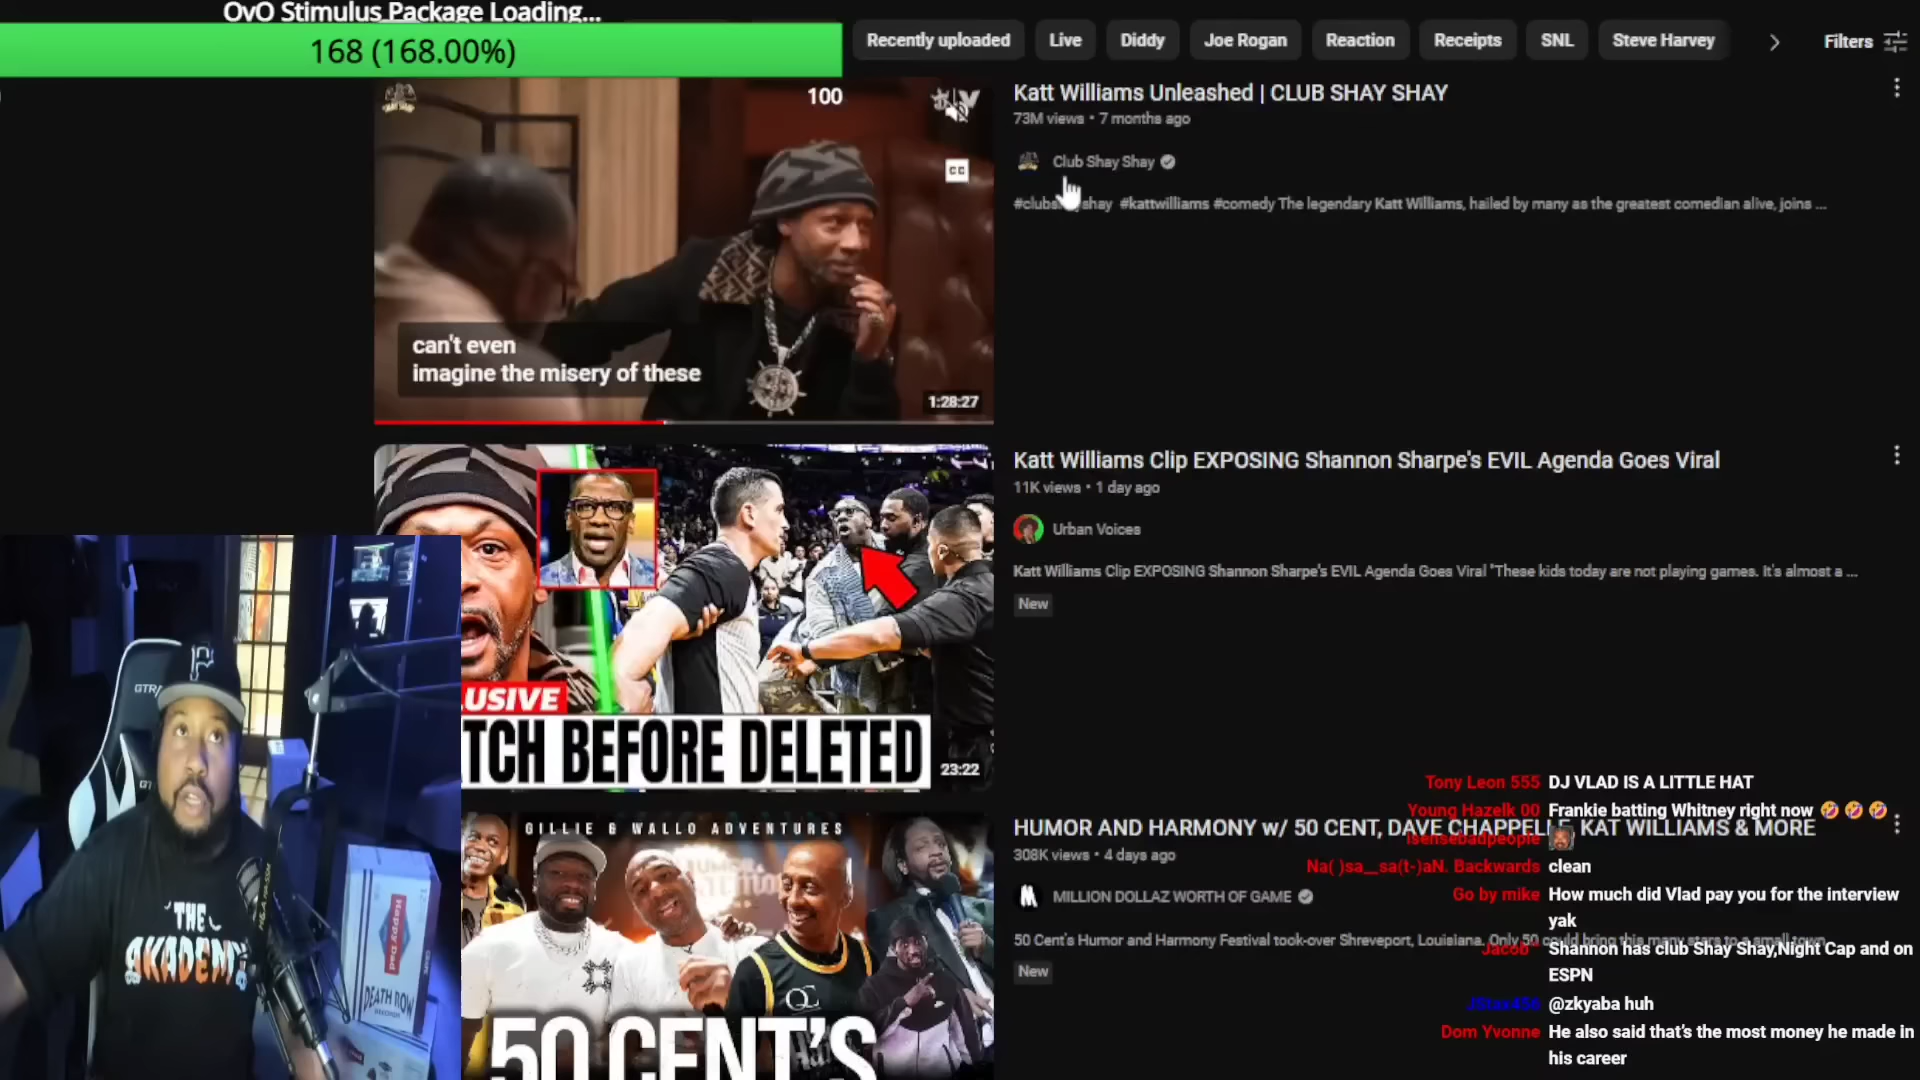 OvO Stimulus Package Loading...
168 (168.00%)
Recently uploaded
Live
Diddy
Joe Rogan
Reaction
Receipts
SNL
Steve Harvey
Filters
100
CC
can't even
imagine the misery of these
1:28:27
Katt Williams Unleashed | CLUB SHAY SHAY
73M views • 7 months ago
Club Shay Shay
#clubs shay #kattwilliams #comedy The legendary Katt Williams, hailed by many as the greatest comedian alive, joins ...
USIVE
TCH BEFORE DELETED
23:22
Katt Williams Clip EXPOSING Shannon Sharpe's EVIL Agenda Goes Viral
11K views • 1 day ago
Urban Voices
Katt Williams Clip EXPOSING Shannon Sharpe's EVIL Agenda Goes Viral "These kids today are not playing games. It's almost a ...
New
GILLIE & WALLO ADVENTURES
50 CENT'S
QC
HUMOR AND HARMONY w/ 50 CENT, DAVE CHAPPELLE, KAT WILLIAMS & MORE
308K views • 4 days ago
MILLION DOLLAZ WORTH OF GAME
50 Cent's Humor and Harmony Festival took-over Shreveport, Louisiana. Only 50 could bring this many stars to a small town
New
Tony Leon 555 DJ VLAD IS A LITTLE HAT
Young Hazelk 00 Frankie batting Whitney right now 🤣 🤣 🤣
isensebadpeople
Na( )sa__sa(t-)aN. Backwards clean
Go by mike How much did Vlad pay you for the interview
yak
Jacob Shannon has club Shay Shay,Night Cap and on
ESPN
@zkyaba huh
Dom Yvonne He also said that's the most money he made in
his career
GTR
P
THE
AKADEMY
Happy Dad
DEATH ROW